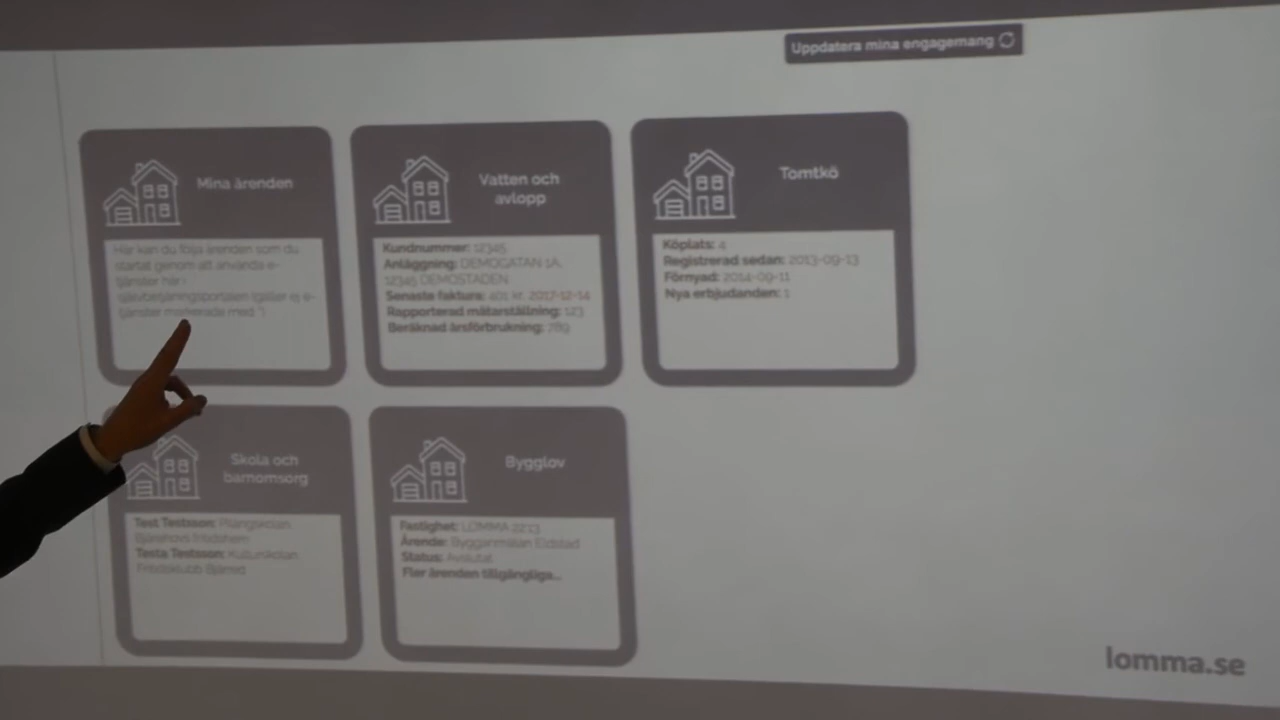 Uppdatera mina engagemang
Mina ärenden
Här kan du följa ärenden som du
startat genom att använda e-
tjänster här i
självbetjäningsportalen (gäller ej e-
tjänster markerade med *)
Vatten och
avlopp
Kundnummer: 12345
Anläggning: DEMOGATAN 1A,
12345 DEMOSTADEN
Senaste faktura: 401 kr, 2017-12-14
Rapporterad mätarställning: 123
Beräknad årsförbrukning: 789
Tomtkö
Köplats: 4
Registrerad sedan: 2013-09-13
Förnyad: 2014-09-11
Nya erbjudanden: 1
Skola och
barnomsorg
Test Testsson: Pilängskolan,
Bjärehovs fritidshem
Testa Testsson: Kulturskolan,
Fritidsklubb Bjärred
Bygglov
Fastighet: LOMMA 22:13
Ärende: Bygganmälan Eldstad
Status: Avslutat
Fler ärenden tillgängliga...
lomma.se